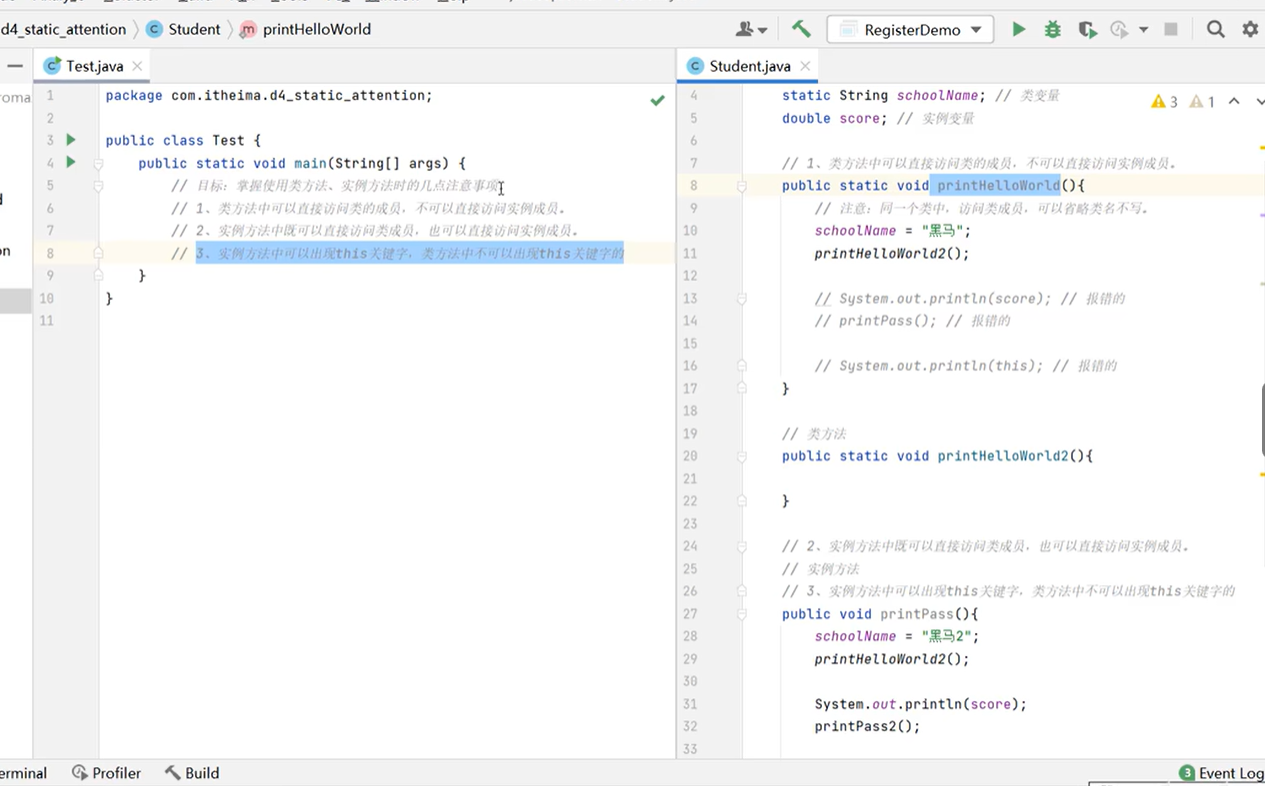 d4_static_attention
Student
printHelloWorld
RegisterDemo
Test.java
Student.java
1 package com.itheima.d4_static_attention;
2
3 public class Test {
4 public static void main(String[] args) {
5 // 目标：掌握使用类方法、实例方法时的几点注意事项
6 // 1、类方法中可以直接访问类的成员，不可以直接访问实例成员。
7 // 2、实例方法中既可以直接访问类成员，也可以直接访问实例成员。
8 // 3、实例方法中可以出现this关键字，类方法中不可以出现this关键字的
9 }
10 }
11
3 1
4 static String schoolName; // 类变量
5 double score; // 实例变量
6
7 // 1、类方法中可以直接访问类的成员，不可以直接访问实例成员。
8 public static void printHelloWorld(){
9 // 注意：同一个类中，访问类成员，可以省略类名不写。
10 schoolName = "黑马";
11 printHelloWorld2();
12
13 // System.out.println(score); // 报错的
14 // printPass(); // 报错的
15
16 // System.out.println(this); // 报错的
17 }
18
19 // 类方法
20 public static void printHelloWorld2(){
21
22 }
23
24 // 2、实例方法中既可以直接访问类成员，也可以直接访问实例成员。
25 // 实例方法
26 // 3、实例方法中可以出现this关键字，类方法中不可以出现this关键字的
27 public void printPass(){
28 schoolName = "黑马2";
29 printHelloWorld2();
30
31 System.out.println(score);
32 printPass2();
33
erminal
Profiler
Build
3 Event Log